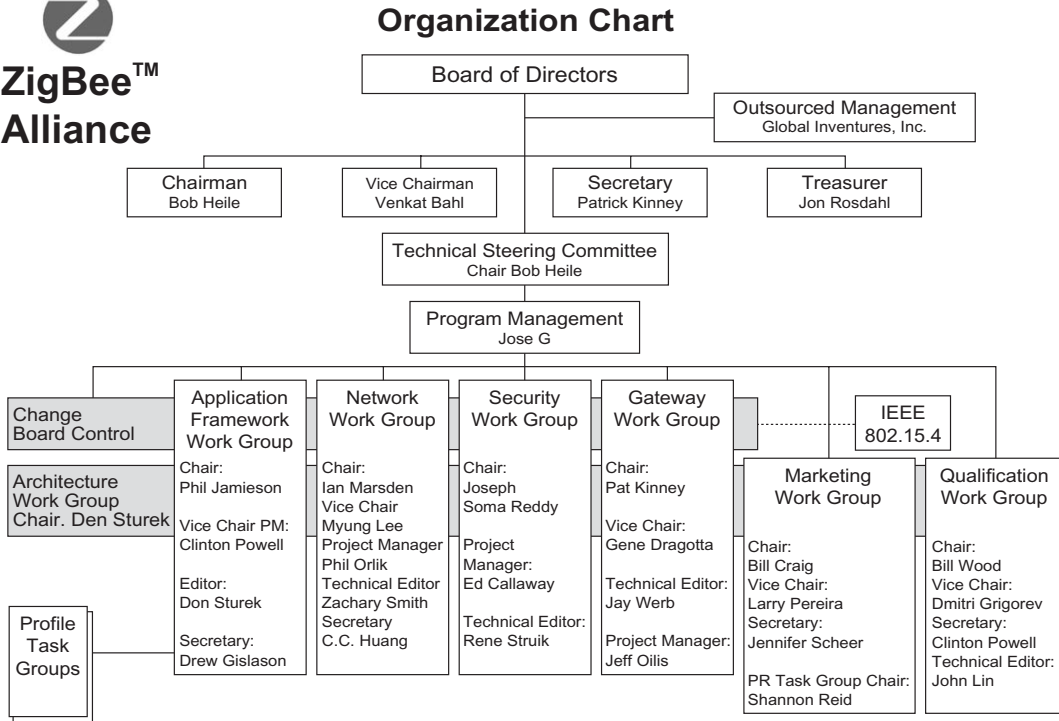 Organization Chart
Z
ZigBee™
Alliance
Board of Directors
Outsourced Management
Global Inventures, Inc.
Chairman
Bob Heile
Vice Chairman
Venkat Bahl
Secretary
Patrick Kinney
Treasurer
Jon Rosdahl
Technical Steering Committee
Chair Bob Heile
Program Management
Jose G
Change
Board Control
Architecture
Work Group
Chair. Den Sturek
Application
Framework
Work Group
Chair:
Phil Jamieson
Vice Chair PM:
Clinton Powell
Editor:
Don Sturek
Secretary:
Drew Gislason
Network
Work Group
Chair:
Ian Marsden
Vice Chair
Myung Lee
Project Manager
Phil Orlik
Technical Editor
Zachary Smith
Secretary
C.C. Huang
Security
Work Group
Chair:
Joseph
Soma Reddy
Project
Manager:
Ed Callaway
Technical Editor:
Rene Struik
Gateway
Work Group
Chair:
Pat Kinney
Vice Chair:
Gene Dragotta
Technical Editor:
Jay Werb
Project Manager:
Jeff Oilis
IEEE
802.15.4
Marketing
Work Group
Chair:
Bill Craig
Vice Chair:
Larry Pereira
Secretary:
Jennifer Scheer
PR Task Group Chair:
Shannon Reid
Qualification
Work Group
Chair:
Bill Wood
Vice Chair:
Dmitri Grigorev
Secretary:
Clinton Powell
Technical Editor:
John Lin
Profile
Task
Groups